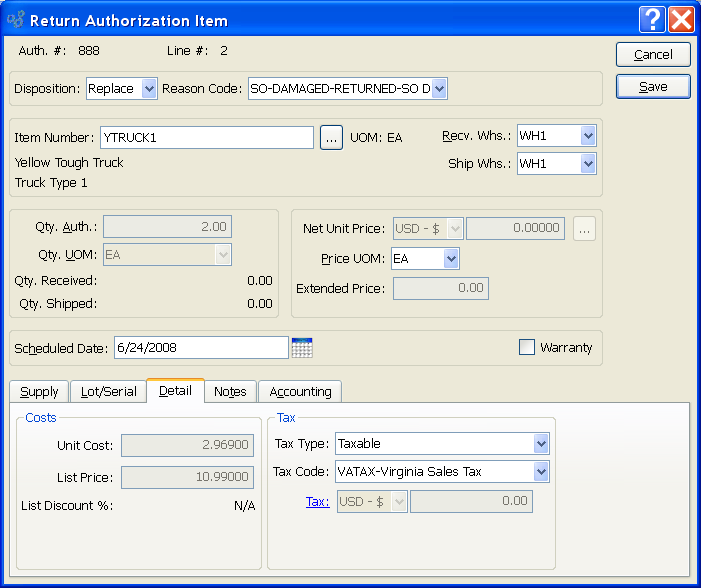 Return Authorization Item
Auth. #: 888 Line #: 2
Cancel
Disposition: Replace Reason Code: SO-DAMAGED-RETURNED-SO D
Save
Item Number: YTRUCK1 ... UOM: EA Recv. Whs.: WH1
Yellow Tough Truck Ship Whs.: WH1
Truck Type 1
Qty. Auth.: 2.00 Net Unit Price: USD - $ 0.00000 ...
Qty. UOM: EA Price UOM: EA
Qty. Received: 0.00 Extended Price: 0.00
Qty. Shipped: 0.00
Scheduled Date: 6/24/2008 Warranty
Supply Lot/Serial Detail Notes Accounting
Costs Tax
Unit Cost: 2.96900 Tax Type: Taxable
List Price: 10.99000 Tax Code: VATAX-Virginia Sales Tax
List Discount %: N/A Tax: USD - $ 0.00